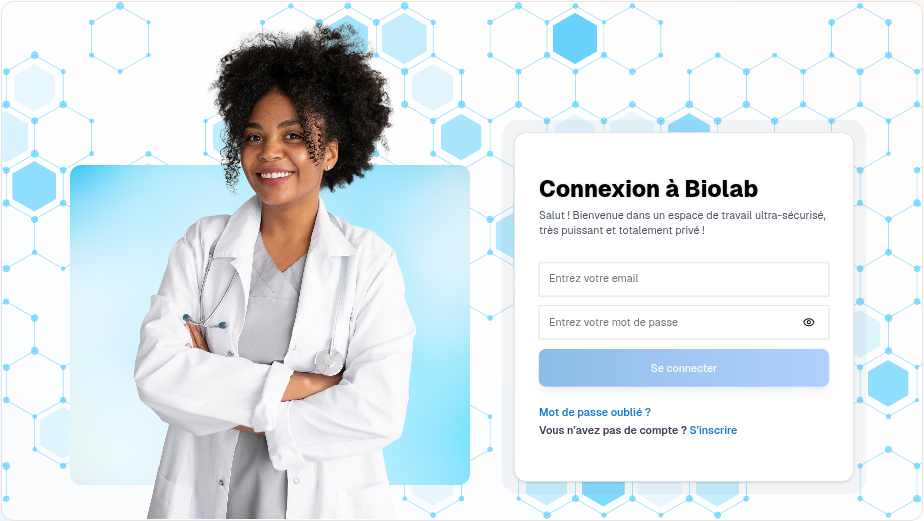 Connexion à Biolab
Salut ! Bienvenue dans un espace de travail ultra-sécurisé,
très puissant et totalement privé !
Entrez votre email
Entrez votre mot de passe
Se connecter
Mot de passe oublié ?
Vous n'avez pas de compte ? S'inscrire